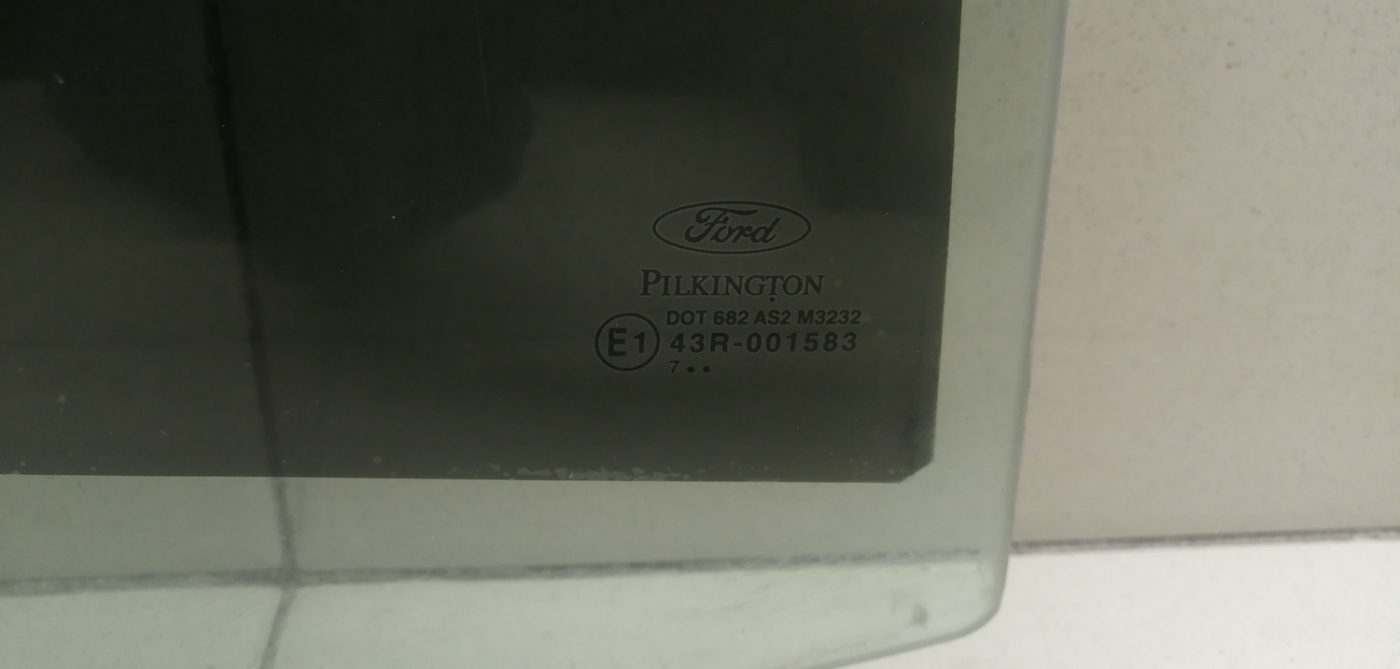 Ford
PILKINGTON
DOT 682 AS2 M3232
E1 43R-001583
7 • •